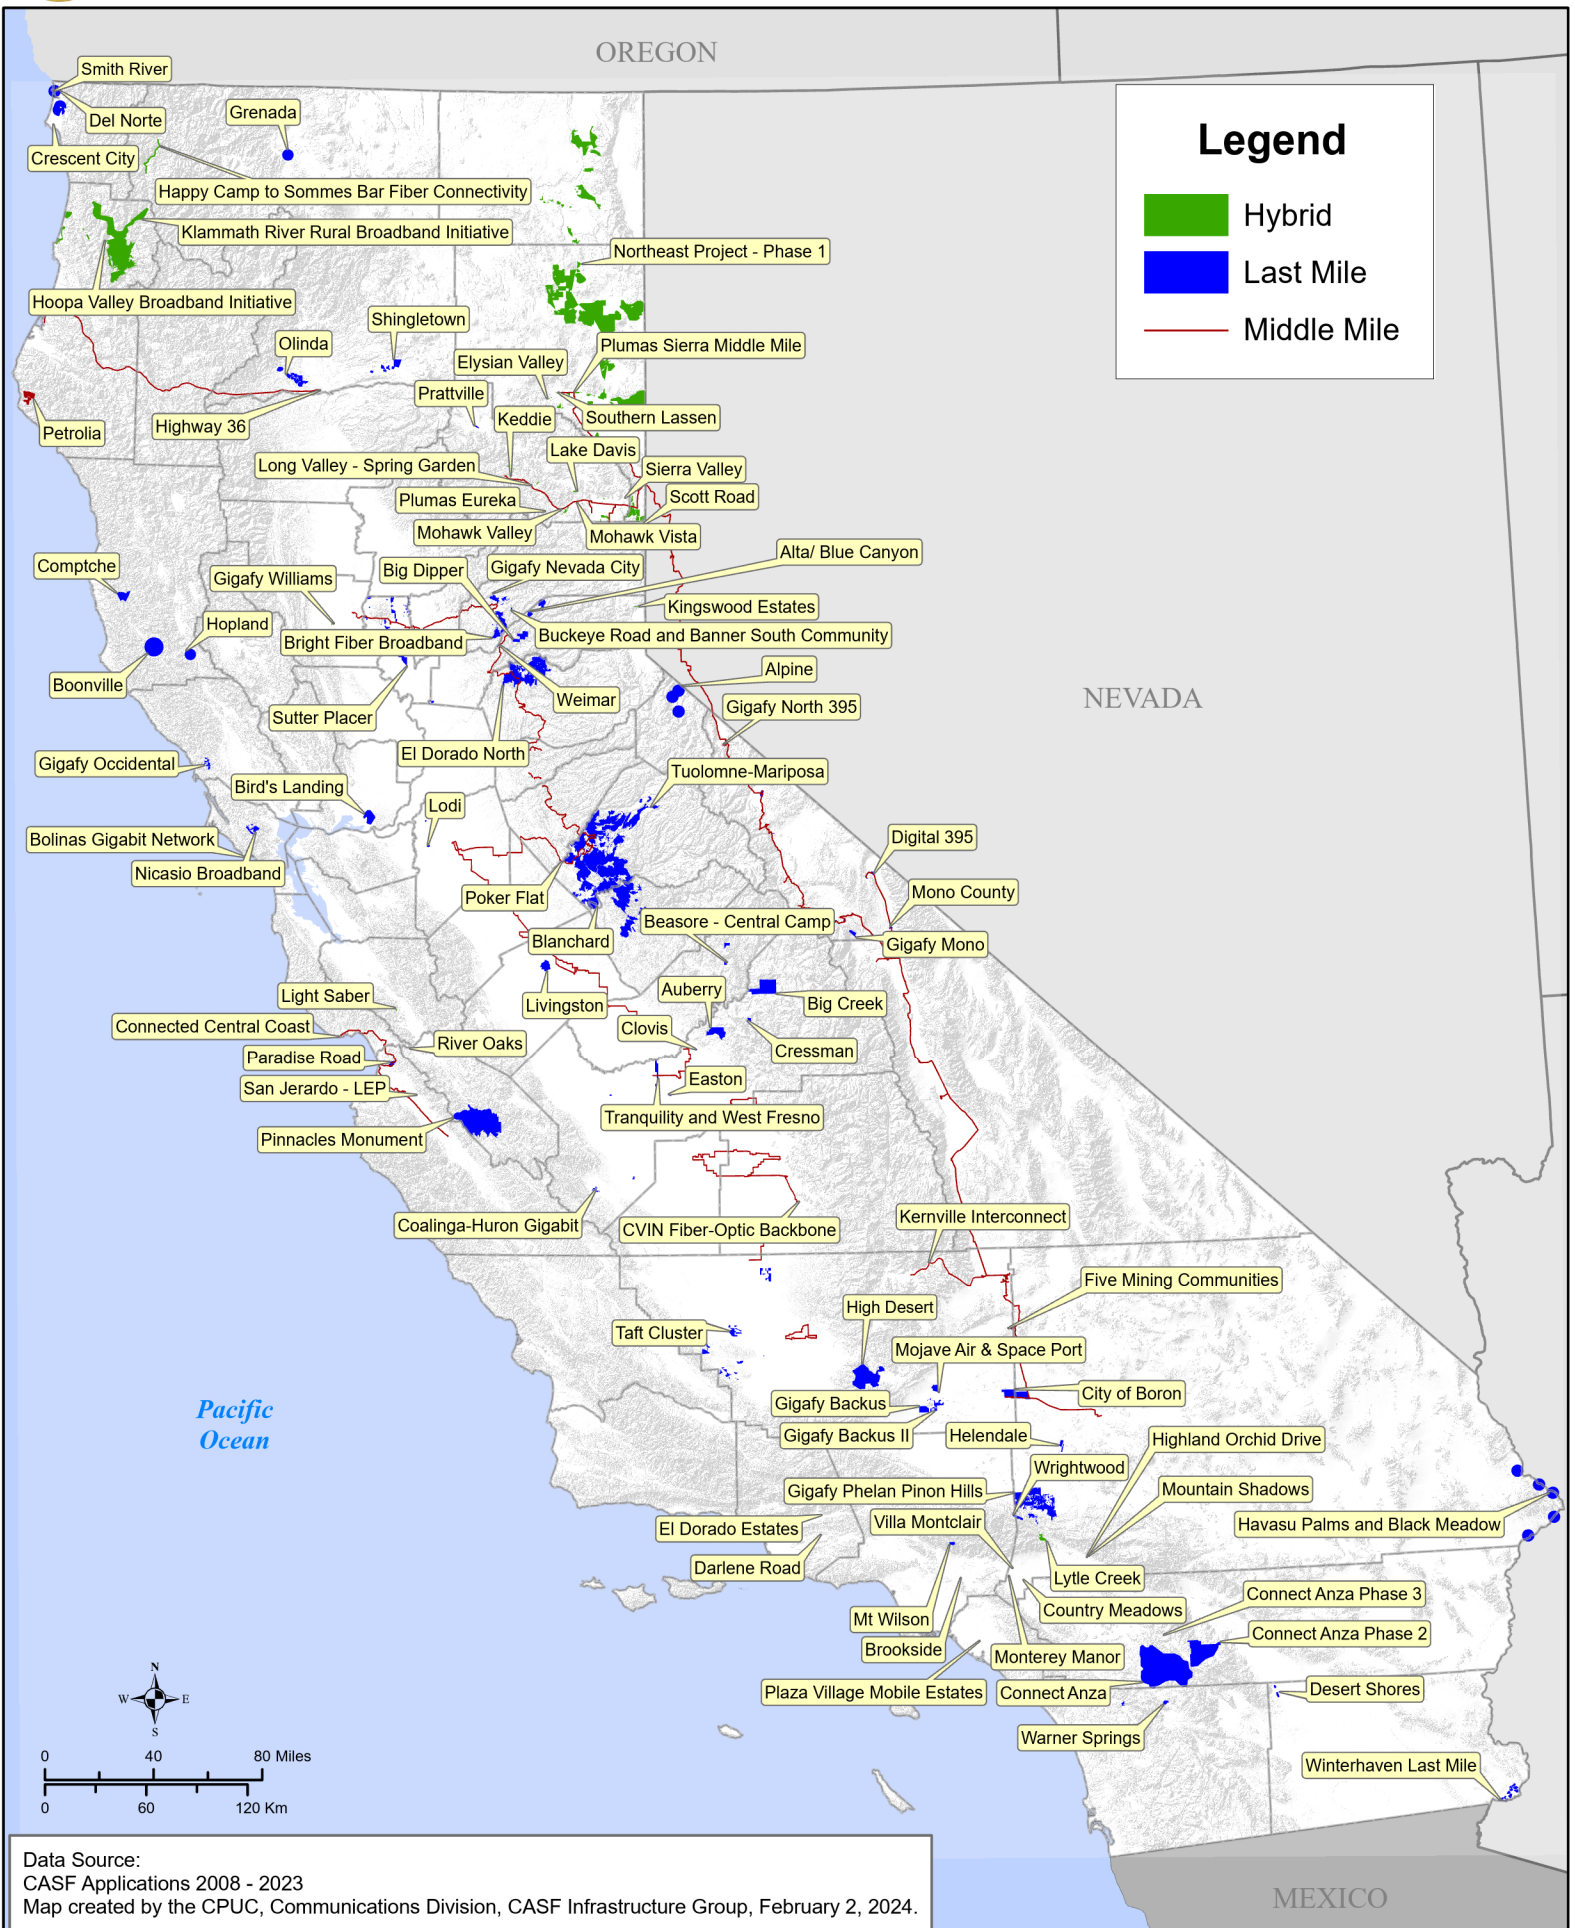 OREGON
Smith River
Del Norte
Grenada
Crescent City
Happy Camp to Sommes Bar Fiber Connectivity
Klammath River Rural Broadband Initiative
Northeast Project - Phase 1
Hoopa Valley Broadband Initiative
Shingletown
Olinda
Plumas Sierra Middle Mile
Elysian Valley
Prattville
Keddie
Southern Lassen
Highway 36
Petrolia
Lake Davis
Long Valley - Spring Garden
Sierra Valley
Plumas Eureka
Scott Road
Mohawk Valley
Mohawk Vista
Legend
Hybrid
Last Mile
Middle Mile
Comptche
Gigafy Williams
Big Dipper
Gigafy Nevada City
Alta/ Blue Canyon
Kingswood Estates
Hopland
Bright Fiber Broadband
Buckeye Road and Banner South Community
Boonville
Alpine
Weimar
Sutter Placer
Gigafy North 395
NEVADA
El Dorado North
Gigafy Occidental
Tuolomne-Mariposa
Bird's Landing
Lodi
Bolinas Gigabit Network
Nicasio Broadband
Digital 395
Poker Flat
Mono County
Beasore - Central Camp
Blanchard
Gigafy Mono
Light Saber
Auberry
Livingston
Big Creek
Connected Central Coast
Clovis
River Oaks
Paradise Road
Cressman
San Jerardo - LEP
Easton
Tranquility and West Fresno
Pinnacles Monument
Coalinga-Huron Gigabit
CVIN Fiber-Optic Backbone
Kernville Interconnect
Five Mining Communities
High Desert
Taft Cluster
Mojave Air & Space Port
City of Boron
Gigafy Backus
Gigafy Backus II
Helendale
Highland Orchid Drive
Wrightwood
Gigafy Phelan Pinon Hills
Mountain Shadows
Villa Montclair
El Dorado Estates
Havasu Palms and Black Meadow
Darlene Road
Lytle Creek
Connect Anza Phase 3
Country Meadows
Mt Wilson
Connect Anza Phase 2
Brookside
Monterey Manor
Plaza Village Mobile Estates
Connect Anza
Desert Shores
Warner Springs
Winterhaven Last Mile
Pacific
Ocean
N
W E
S
0 40 80 Miles
0 60 120 Km
Data Source:
CASF Applications 2008 - 2023
Map created by the CPUC, Communications Division, CASF Infrastructure Group, February 2, 2024.
MEXICO